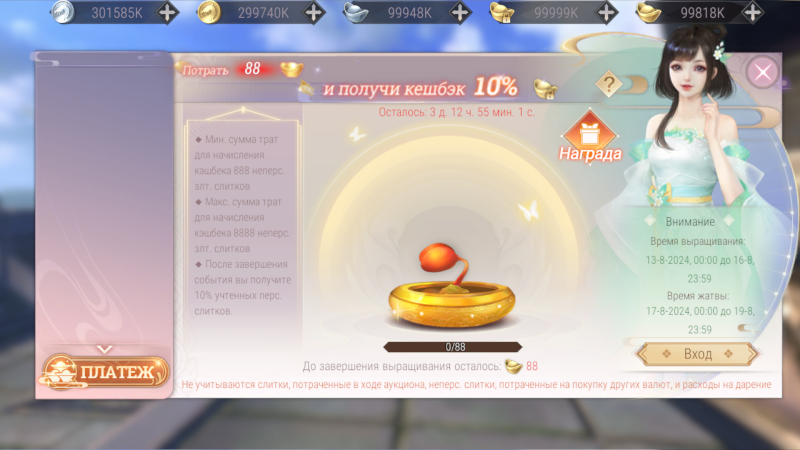 301585K
299740K
99948K
99999K
99818K
Потрать 88
и получи кешбэк 10%
?
Осталось: 3 д. 12 ч. 55 мин. 1 с.
Награда
◆ Мин. сумма трат
для начисления
кашбека 888 неперс.
злт. слитков
◆ Макс. сумма трат
для начисления
кэшбека 8888 неперс.
злт. слитков
◆ После завершения
события вы получите
10% учтенных перс.
слитков.
Внимание
Время выращивания:
13-8-2024, 00:00 до 16-8,
23:59
Время жатвы:
17-8-2024, 00:00 до 19-8,
23:59
Вход
0/88
До завершения выращивания осталось: 88
ПЛАТЕЖ
Не учитываются слитки, потраченные в ходе аукциона, неперс. слитки, потраченные на покупку других валют, и расходы на дарение